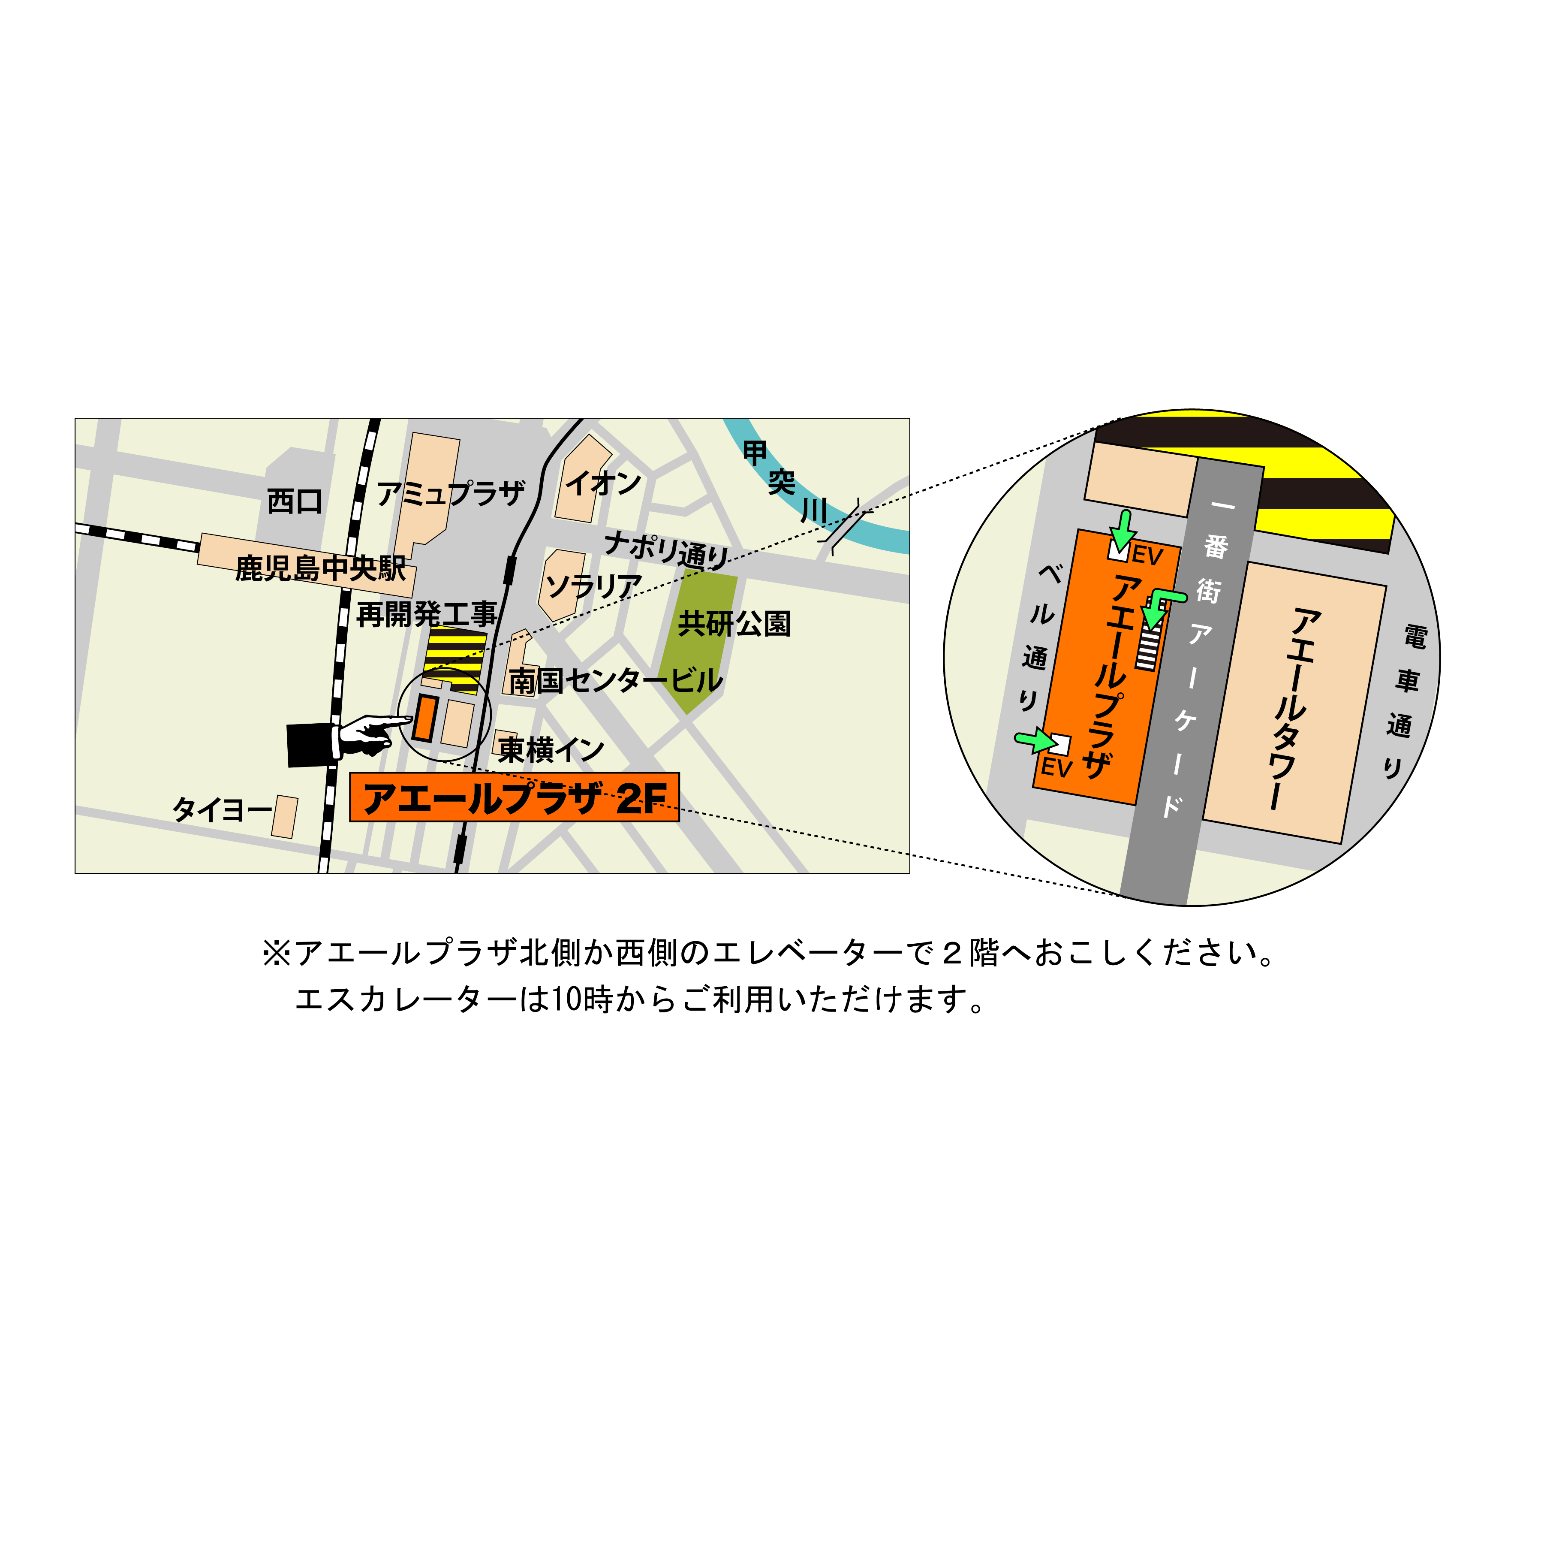 西口
アミュプラザ
イオン
甲突川
ナポリ通り
鹿児島中央駅
ソラリア
再開発工事
共研公園
南国センタービル
東横イン
アエールプラザ 2F
タイヨー
一番街アーケード
EV
アエールプラザ
ベル通り
EV
アエールタワー
電車通り
※アエールプラザ北側か西側のエレベーターで２階へおこしください。
エスカレーターは10時からご利用いただけます。